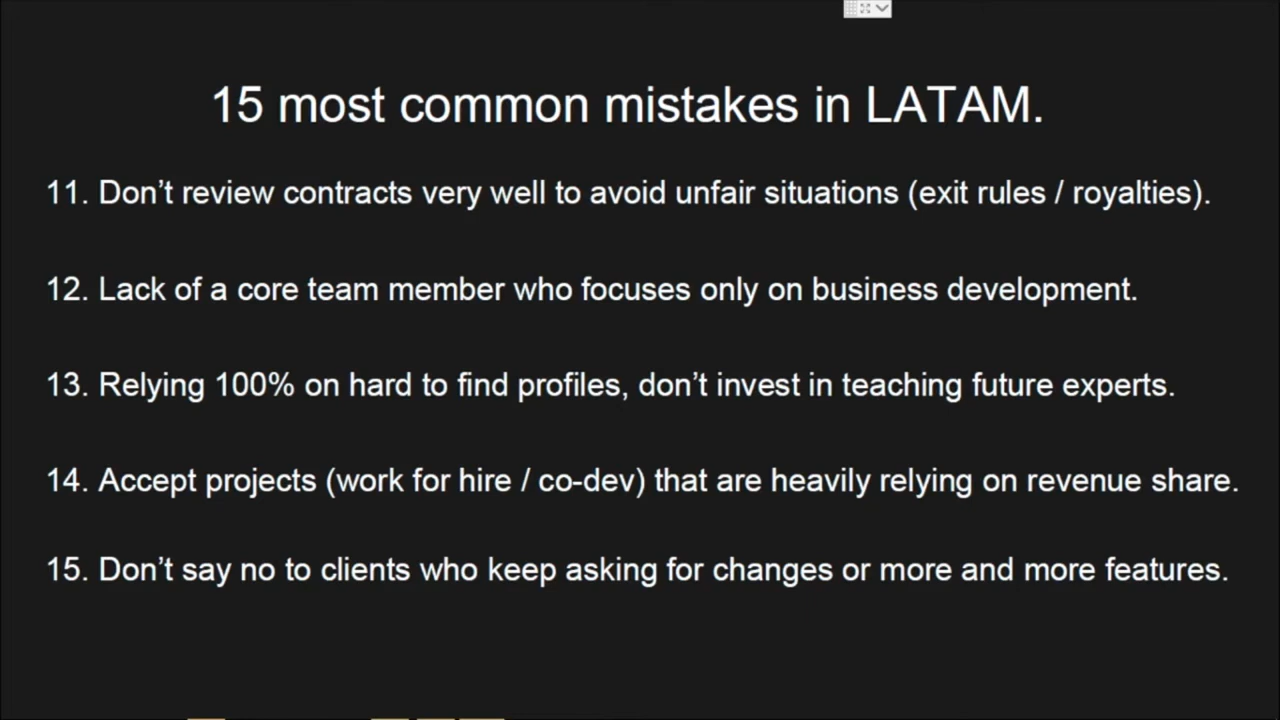 15 most common mistakes in LATAM.
11. Don’t review contracts very well to avoid unfair situations (exit rules / royalties).
12. Lack of a core team member who focuses only on business development.
13. Relying 100% on hard to find profiles, don’t invest in teaching future experts.
14. Accept projects (work for hire / co-dev) that are heavily relying on revenue share.
15. Don’t say no to clients who keep asking for changes or more and more features.